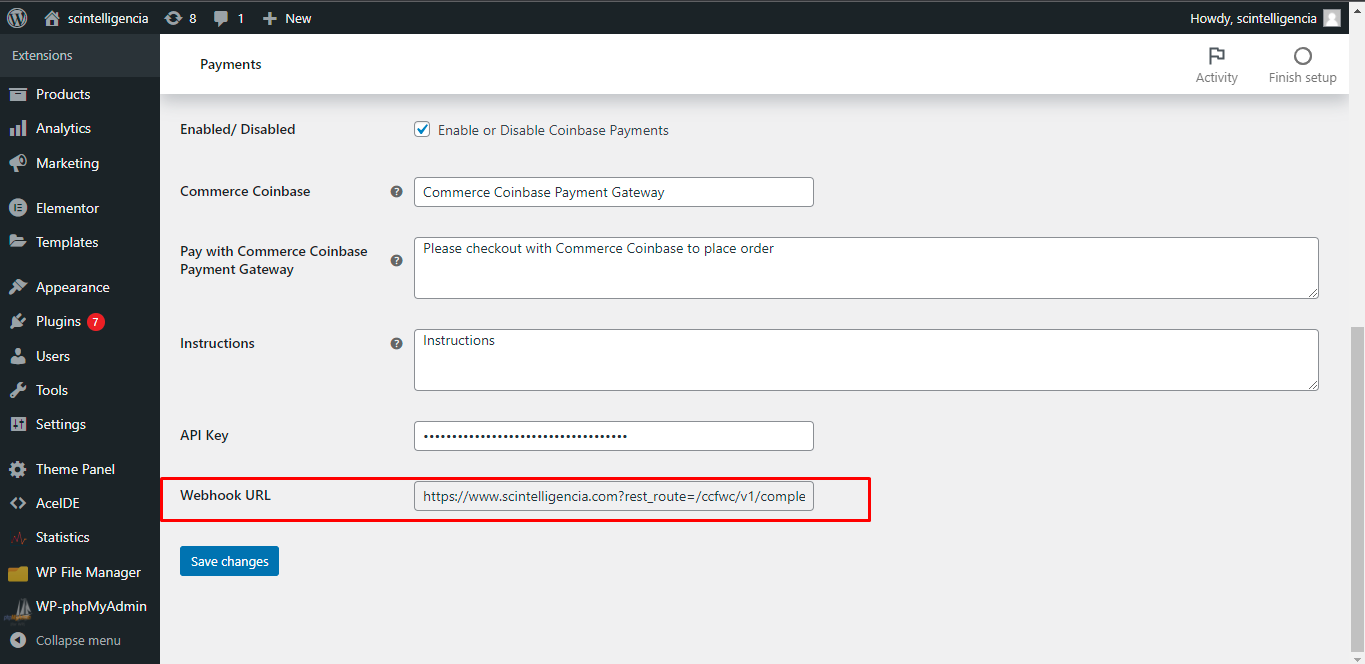 scintelligencia 8 1 New Howdy, scintelligencia
Extensions
Products
Analytics
Marketing
Elementor
Templates
Appearance
Plugins 7
Users
Tools
Settings
Theme Panel
AceIDE
Statistics
WP File Manager
WP-phpMyAdmin
Collapse menu
Payments
Activity
Finish setup
Enabled/ Disabled
Enable or Disable Coinbase Payments
Commerce Coinbase
Commerce Coinbase Payment Gateway
Pay with Commerce Coinbase
Payment Gateway
Please checkout with Commerce Coinbase to place order
Instructions
Instructions
API Key
Webhook URL
https://www.scintelligencia.com?rest_route=/ccfwc/v1/comple
Save changes